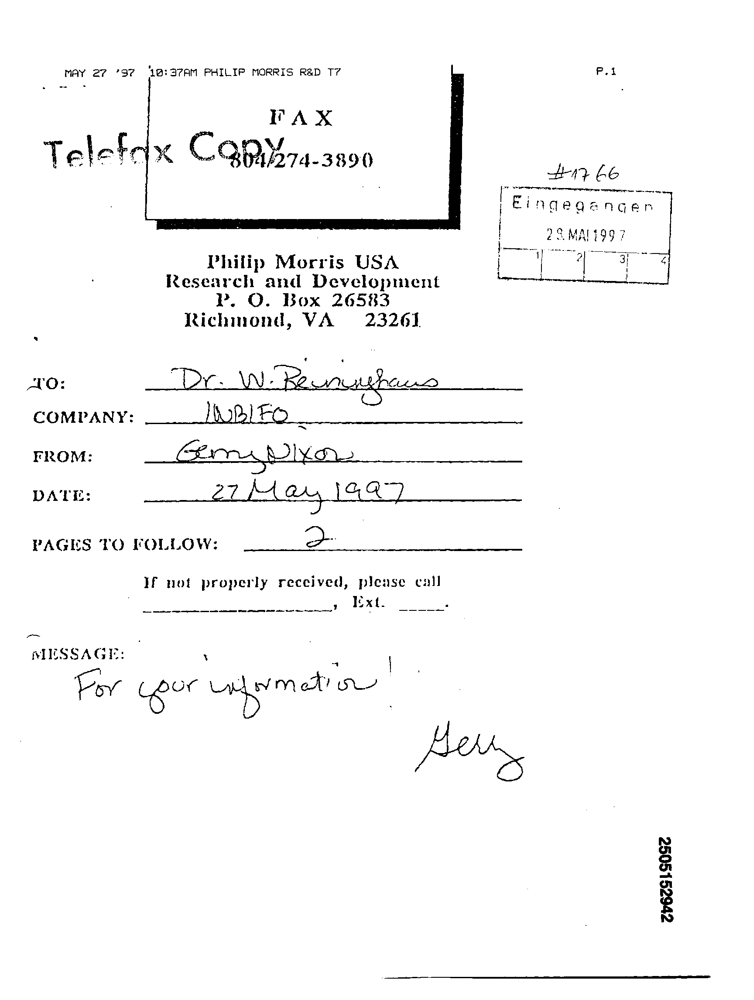 MAY 27 '97 10:37AM PHILIP MORRIS R&D T7 P.1
FAX
Telefax Copy
804/274-3890
#1766
Eingegangen
28. MAI 1997
1 2 3 4
Philip Morris USA
Research and Development
P. O. Box 26583
Richmond, VA 23261
TO: Dr. W. Reininghaus
COMPANY: INBIFO
FROM: Gerry Nixon
DATE: 27 May 1997
PAGES TO FOLLOW: 2
If not properly received, please call
____________________, Ext. _____.
MESSAGE:
For your information!
Gerry
2505152942